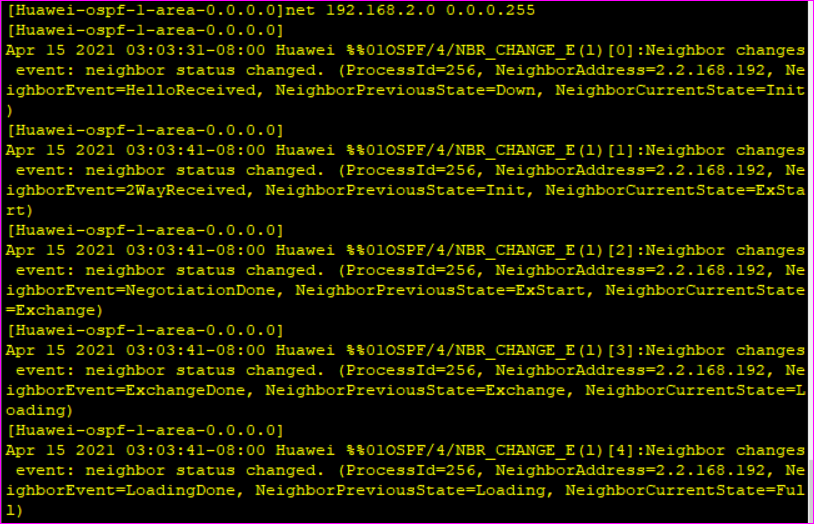 [Huawei-ospf-1-area-0.0.0.0]net 192.168.2.0 0.0.0.255
[Huawei-ospf-1-area-0.0.0.0]
Apr 15 2021 03:03:31-08:00 Huawei %%01OSPF/4/NBR_CHANGE_E(l)[0]:Neighbor changes
 event: neighbor status changed. (ProcessId=256, NeighborAddress=2.2.168.192, Ne
ighborEvent=HelloReceived, NeighborPreviousState=Down, NeighborCurrentState=Init
)
[Huawei-ospf-1-area-0.0.0.0]
Apr 15 2021 03:03:41-08:00 Huawei %%01OSPF/4/NBR_CHANGE_E(l)[1]:Neighbor changes
 event: neighbor status changed. (ProcessId=256, NeighborAddress=2.2.168.192, Ne
ighborEvent=2WayReceived, NeighborPreviousState=Init, NeighborCurrentState=ExSta
rt)
[Huawei-ospf-1-area-0.0.0.0]
Apr 15 2021 03:03:41-08:00 Huawei %%01OSPF/4/NBR_CHANGE_E(l)[2]:Neighbor changes
 event: neighbor status changed. (ProcessId=256, NeighborAddress=2.2.168.192, Ne
ighborEvent=NegotiationDone, NeighborPreviousState=ExStart, NeighborCurrentState
=Exchange)
[Huawei-ospf-1-area-0.0.0.0]
Apr 15 2021 03:03:41-08:00 Huawei %%01OSPF/4/NBR_CHANGE_E(l)[3]:Neighbor changes
 event: neighbor status changed. (ProcessId=256, NeighborAddress=2.2.168.192, Ne
ighborEvent=ExchangeDone, NeighborPreviousState=Exchange, NeighborCurrentState=L
oading)
[Huawei-ospf-1-area-0.0.0.0]
Apr 15 2021 03:03:41-08:00 Huawei %%01OSPF/4/NBR_CHANGE_E(l)[4]:Neighbor changes
 event: neighbor status changed. (ProcessId=256, NeighborAddress=2.2.168.192, Ne
ighborEvent=LoadingDone, NeighborPreviousState=Loading, NeighborCurrentState=Ful
l)